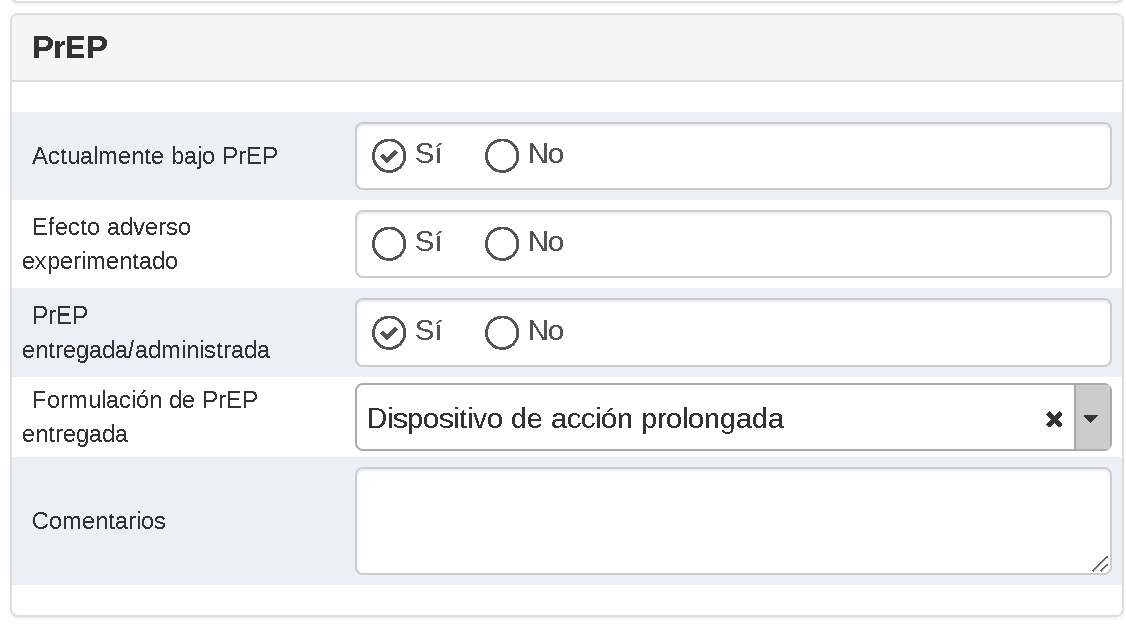 PrEP
Actualmente bajo PrEP
Sí No
Efecto adverso
experimentado
Sí No
PrEP
entregada/administrada
Sí No
Formulación de PrEP
entregada
Dispositivo de acción prolongada
Comentarios